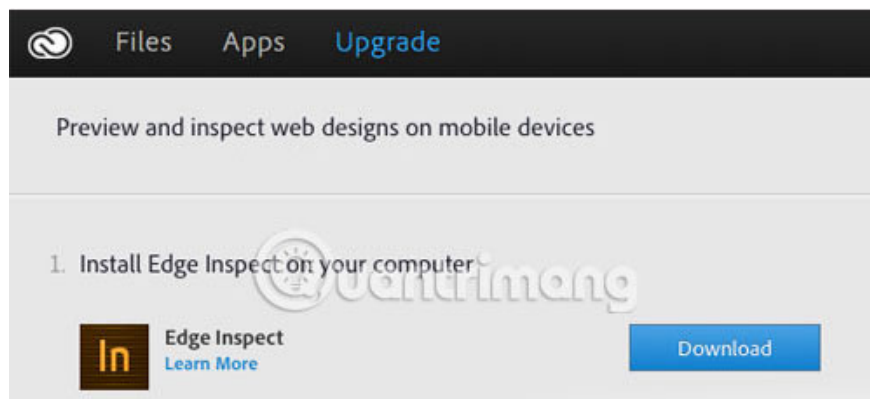 Files Apps Upgrade
Preview and inspect web designs on mobile devices
1. Install Edge Inspect on your computer
Quantrimang
In
Edge Inspect
Learn More
Download